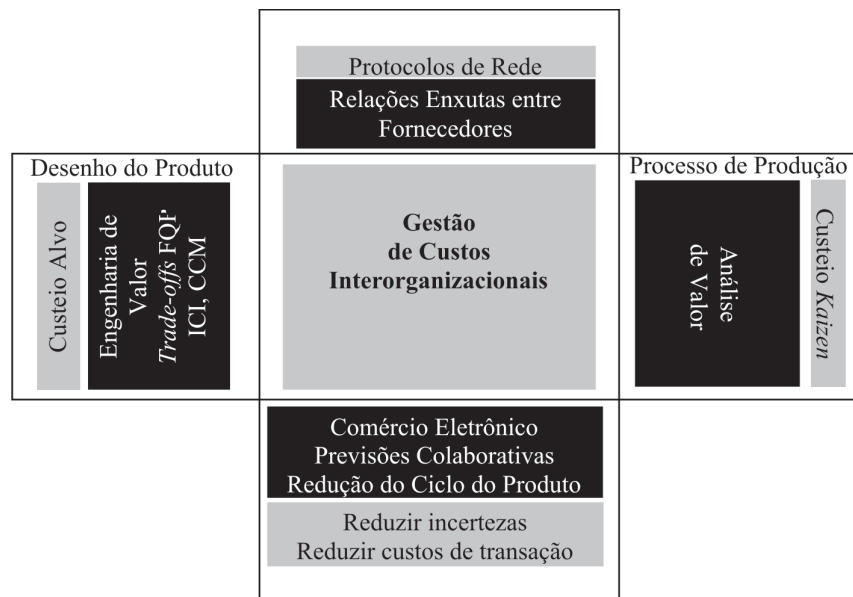 Protocolos de Rede
Relações Enxutas entre
Fornecedores
Desenho do Produto
Custeio Alvo
Engenharia de
Valor
Trade-offs FQP
ICI, CCM
Gestão
de Custos
Interorganizacionais
Processo de Produção
Análise
de Valor
Custeio Kaizen
Comércio Eletrônico
Previsões Colaborativas
Redução do Ciclo do Produto
Reduzir incertezas
Reduzir custos de transação